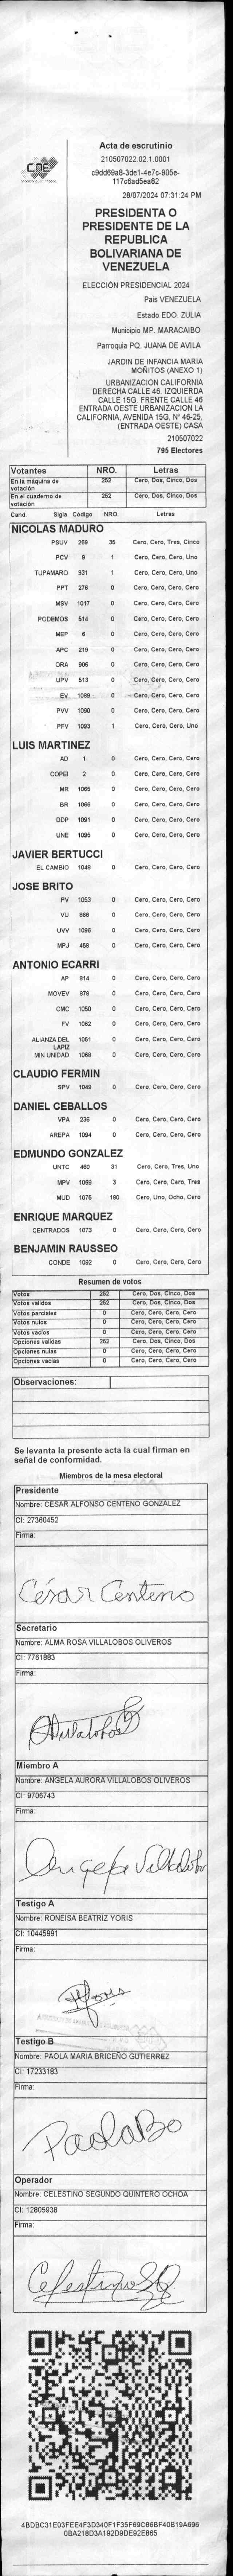 CNE
Acta de escrutinio
210507022.02.1.0001
c9dd69a8-3de1-4e7c-905e-
117c6ad5ea82
28/07/2024 07:31:24 PM
PRESIDENTA O
PRESIDENTE DE LA
REPUBLICA
BOLIVARIANA DE
VENEZUELA
ELECCIÓN PRESIDENCIAL 2024
Pais VENEZUELA
Estado EDO. ZULIA
Municipio MP. MARACAIBO
Parroquia PQ. JUANA DE AVILA
JARDIN DE INFANCIA MARIA
MOÑITOS (ANEXO 1)
URBANIZACION CALIFORNIA
DERECHA CALLE 46. IZQUIERDA
CALLE 15G. FRENTE CALLE 46
ENTRADA OESTE URBANIZACION LA
CALIFORNIA, AVENIDA 15G, N° 46-25,
(ENTRADA OESTE) CASA
210507022
795 Electores
Votantes NRO. Letras
En la máquina de votación 252 Cero, Dos, Cinco, Dos
En el cuaderno de votación 252 Cero, Dos, Cinco, Dos
Cand. Sigla Código NRO. Letras
NICOLAS MADURO
PSUV 269 35 Cero, Cero, Tres, Cinco
PCV 9 1 Cero, Cero, Cero, Uno
TUPAMARO 931 1 Cero, Cero, Cero, Uno
PPT 276 0 Cero, Cero, Cero, Cero
MSV 1017 0 Cero, Cero, Cero, Cero
PODEMOS 514 0 Cero, Cero, Cero, Cero
MEP 6 0 Cero, Cero, Cero, Cero
APC 219 0 Cero, Cero, Cero, Cero
ORA 906 0 Cero, Cero, Cero, Cero
UPV 513 0 Cero, Cero, Cero, Cero
EV 1089 0 Cero, Cero, Cero, Cero
PVV 1090 0 Cero, Cero, Cero, Cero
PFV 1093 1 Cero, Cero, Cero, Uno
LUIS MARTINEZ
AD 1 0 Cero, Cero, Cero, Cero
COPEI 2 0 Cero, Cero, Cero, Cero
MR 1065 0 Cero, Cero, Cero, Cero
BR 1066 0 Cero, Cero, Cero, Cero
DDP 1091 0 Cero, Cero, Cero, Cero
UNE 1095 0 Cero, Cero, Cero, Cero
JAVIER BERTUCCI
EL CAMBIO 1048 0 Cero, Cero, Cero, Cero
JOSE BRITO
PV 1053 0 Cero, Cero, Cero, Cero
VU 868 0 Cero, Cero, Cero, Cero
UVV 1096 0 Cero, Cero, Cero, Cero
MPJ 458 0 Cero, Cero, Cero, Cero
ANTONIO ECARRI
AP 814 0 Cero, Cero, Cero, Cero
MOVEV 878 0 Cero, Cero, Cero, Cero
CMC 1050 0 Cero, Cero, Cero, Cero
FV 1062 0 Cero, Cero, Cero, Cero
ALIANZA DEL LAPIZ 1051 0 Cero, Cero, Cero, Cero
MIN UNIDAD 1068 0 Cero, Cero, Cero, Cero
CLAUDIO FERMIN
SPV 1049 0 Cero, Cero, Cero, Cero
DANIEL CEBALLOS
VPA 236 0 Cero, Cero, Cero, Cero
AREPA 1094 0 Cero, Cero, Cero, Cero
EDMUNDO GONZALEZ
UNTC 460 31 Cero, Cero, Tres, Uno
MPV 1069 3 Cero, Cero, Cero, Tres
MUD 1075 180 Cero, Uno, Ocho, Cero
ENRIQUE MARQUEZ
CENTRADOS 1073 0 Cero, Cero, Cero, Cero
BENJAMIN RAUSSEO
CONDE 1092 0 Cero, Cero, Cero, Cero
Resumen de votos
Votos 252 Cero, Dos, Cinco, Dos
Votos validos 252 Cero, Dos, Cinco, Dos
Votos parciales 0 Cero, Cero, Cero, Cero
Votos nulos 0 Cero, Cero, Cero, Cero
Votos vacíos 0 Cero, Cero, Cero, Cero
Opciones validas 252 Cero, Dos, Cinco, Dos
Opciones nulas 0 Cero, Cero, Cero, Cero
Opciones vacias 0 Cero, Cero, Cero, Cero
Observaciones:
Se levanta la presente acta la cual firman en
señal de conformidad.
Miembros de la mesa electoral
Presidente
Nombre: CESAR ALFONSO CENTENO GONZALEZ
CI: 27360452
Firma:
César Centeno
Secretario
Nombre: ALMA ROSA VILLALOBOS OLIVEROS
CI: 7761883
Firma:
AVillalobos
Miembro A
Nombre: ANGELA AURORA VILLALOBOS OLIVEROS
CI: 9706743
Firma:
Angela Villalobos
Testigo A
Nombre: RONEISA BEATRIZ YORIS
CI: 10445991
Firma:
Testigo B
Nombre: PAOLA MARIA BRICEÑO GUTIERREZ
CI: 17233183
Firma:
PaolaBo
Operador
Nombre: CELESTINO SEGUNDO QUINTERO OCHOA
CI: 12805938
Firma:
4BDBC31E03FEE4F3D340F1F35F69C86BF40B19A696
0BA218D3A192D9DE92E865